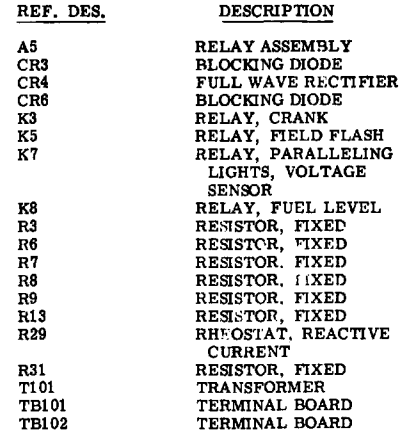 REF. DES. DESCRIPTION
A5 RELAY ASSEMBLY
CR3 BLOCKING DIODE
CR4 FULL WAVE RECTIFIER
CR6 BLOCKING DIODE
K3 RELAY, CRANK
K5 RELAY, FIELD FLASH
K7 RELAY, PARALLELING
LIGHTS, VOLTAGE
SENSOR
K8 RELAY, FUEL LEVEL
R3 RESISTOR, FIXED
R6 RESISTOR, FIXED
R7 RESISTOR. FIXED
R8 RESISTOR, FIXED
R9 RESISTOR, FIXED
R13 RESISTOR, FIXED
R29 RHEOSTAT, REACTIVE
CURRENT
R31 RESISTOR, FIXED
T101 TRANSFORMER
TB101 TERMINAL BOARD
TB102 TERMINAL BOARD